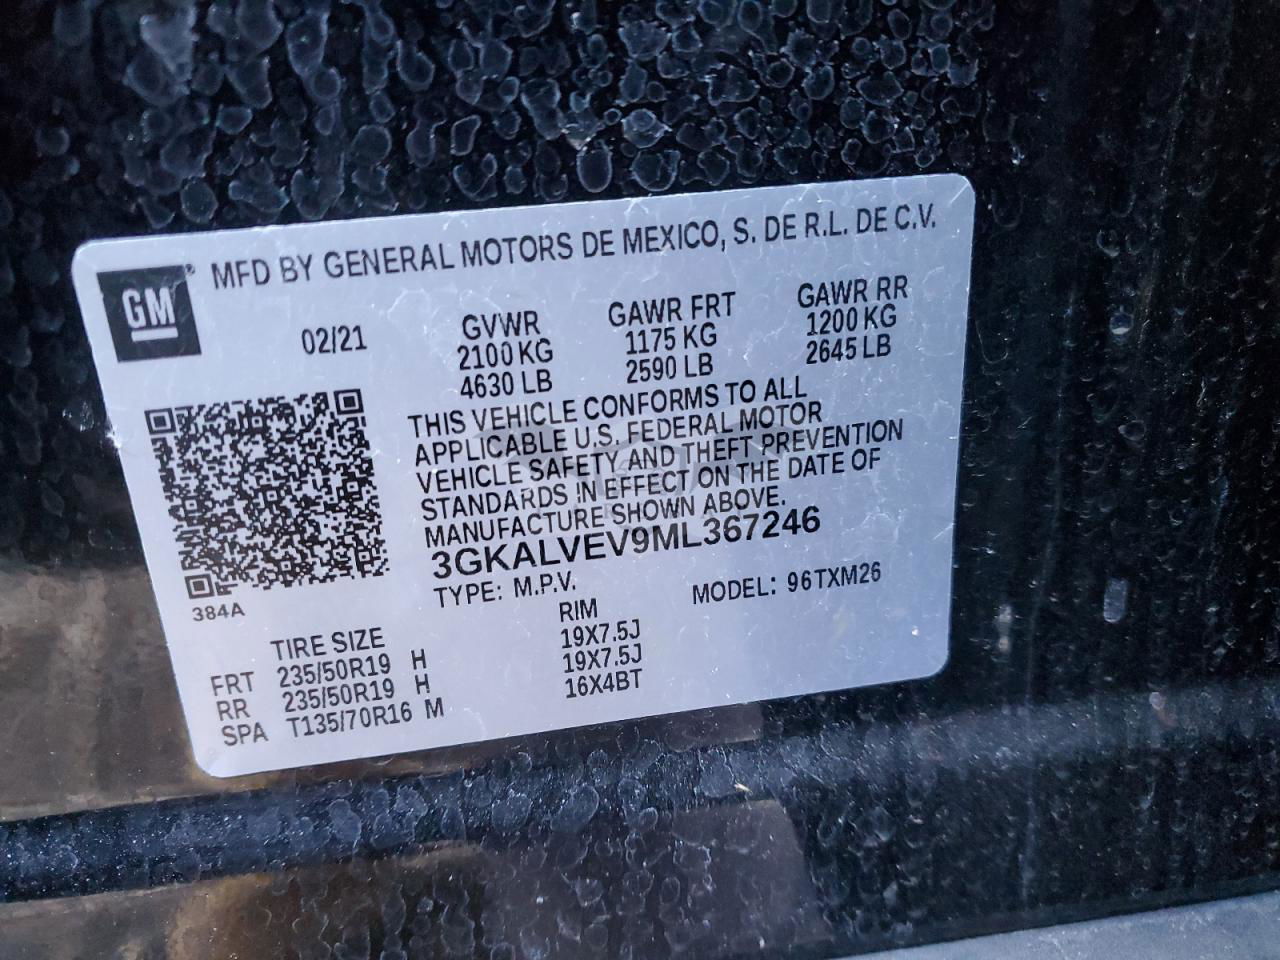 MFD BY GENERAL MOTORS DE MEXICO, S. DE R.L. DE C.V.
GM®
02/21
GVWR GAWR FRT GAWR RR
2100 KG 1175 KG 1200 KG
4630 LB 2590 LB 2645 LB
THIS VEHICLE CONFORMS TO ALL
APPLICABLE U.S. FEDERAL MOTOR
VEHICLE SAFETY AND THEFT PREVENTION
STANDARDS IN EFFECT ON THE DATE OF
MANUFACTURE SHOWN ABOVE.
3GKALVEV9ML367246
384A
TYPE: M.P.V. MODEL: 96TXM26
TIRE SIZE RIM
FRT 235/50R19 H 19X7.5J
RR 235/50R19 H 19X7.5J
SPA T135/70R16 M 16X4BT